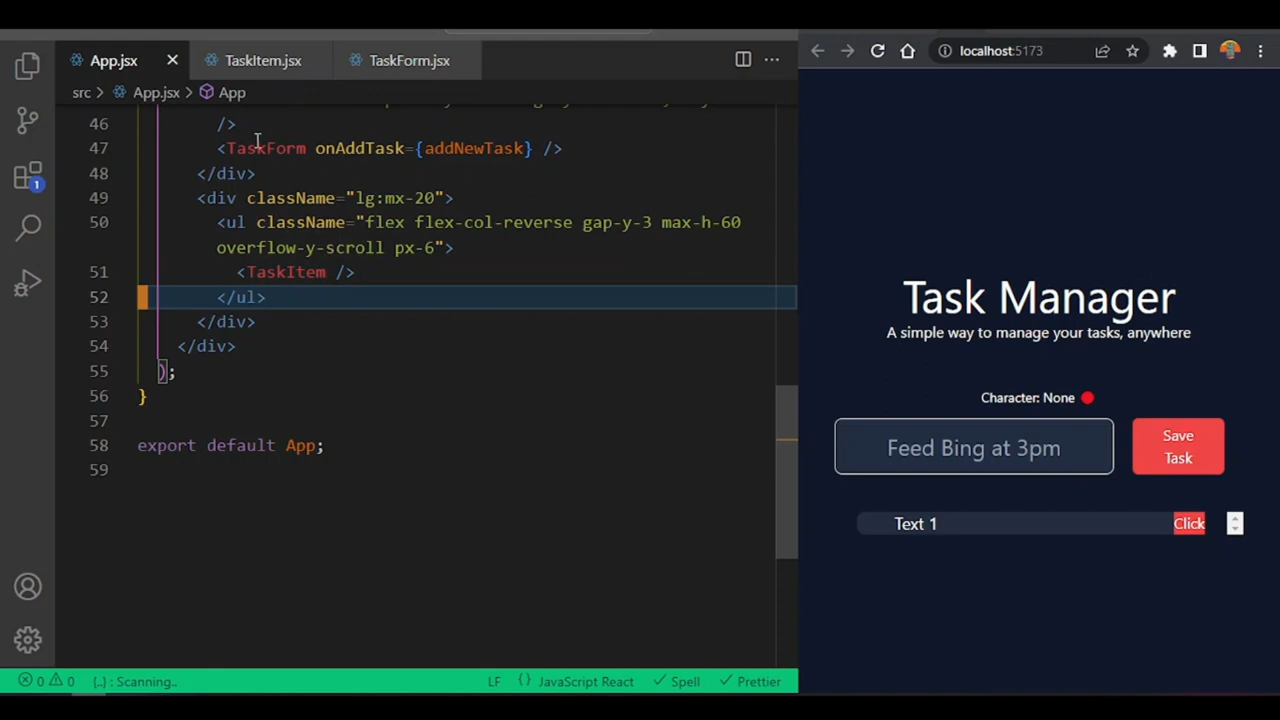 App.jsx
TaskItem.jsx
TaskForm.jsx
src > App.jsx > App
46 />
47 <TaskForm onAddTask={addNewTask} />
48 </div>
49 <div className="lg:mx-20">
50 <ul className="flex flex-col-reverse gap-y-3 max-h-60
overflow-y-scroll px-6">
51 <TaskItem />
52 </ul>
53 </div>
54 </div>
55 );
56 }
57
58 export default App;
59
1
0 0 {..} : Scanning..
LF {} JavaScript React Spell Prettier
localhost:5173
Task Manager
A simple way to manage your tasks, anywhere
Character: None
Feed Bing at 3pm
Save
Task
Text 1
Click